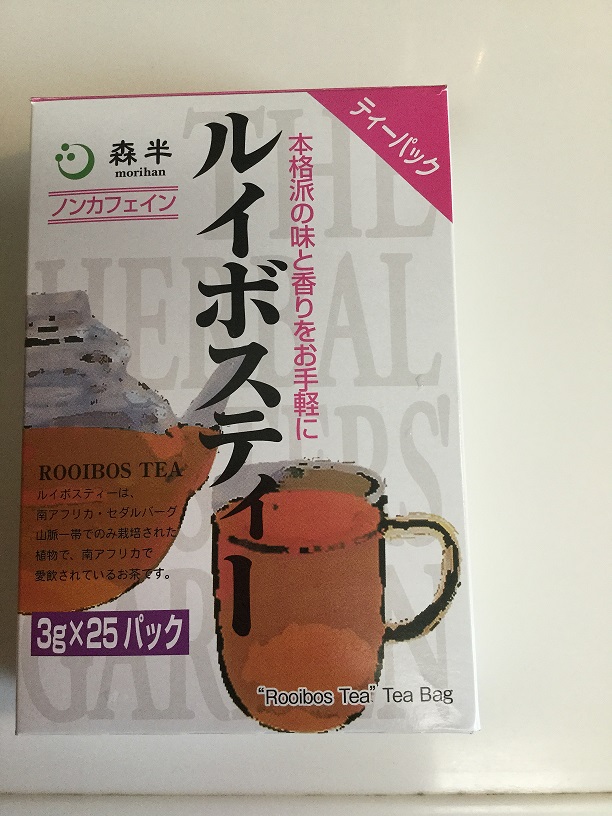 森半
morihan
ノンカフェイン
ティーパック
本格派の味と香りをお手軽に
ルイボスティー
THE
HERBAL
GARDEN
ROOIBOS TEA
ルイボスティーは、
南アフリカ・セダルバーグ
山脈一帯でのみ栽培された
植物で、南アフリカで
愛飲されているお茶です。
3g×25パック
“Rooibos Tea” Tea Bag